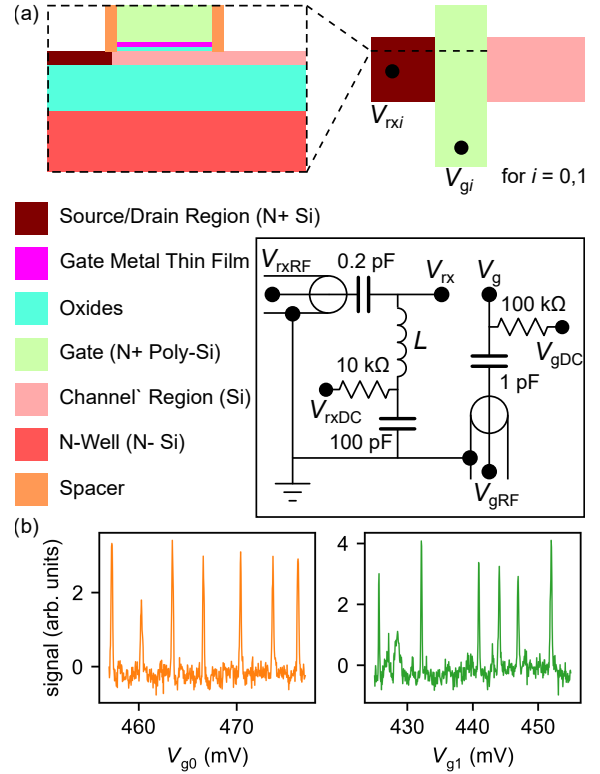 (a)
V_rxi
V_gi
for i = 0,1
Source/Drain Region (N+ Si)
Gate Metal Thin Film
Oxides
Gate (N+ Poly-Si)
Channel` Region (Si)
N-Well (N- Si)
Spacer
V_rxRF
0.2 pF
V_rx
V_g
100 kΩ
L
V_gDC
10 kΩ
1 pF
V_rxDC
100 pF
V_gRF
(b)
signal (arb. units)
2
0
460 470
V_g0 (mV)
4
2
0
430 440 450
V_g1 (mV)